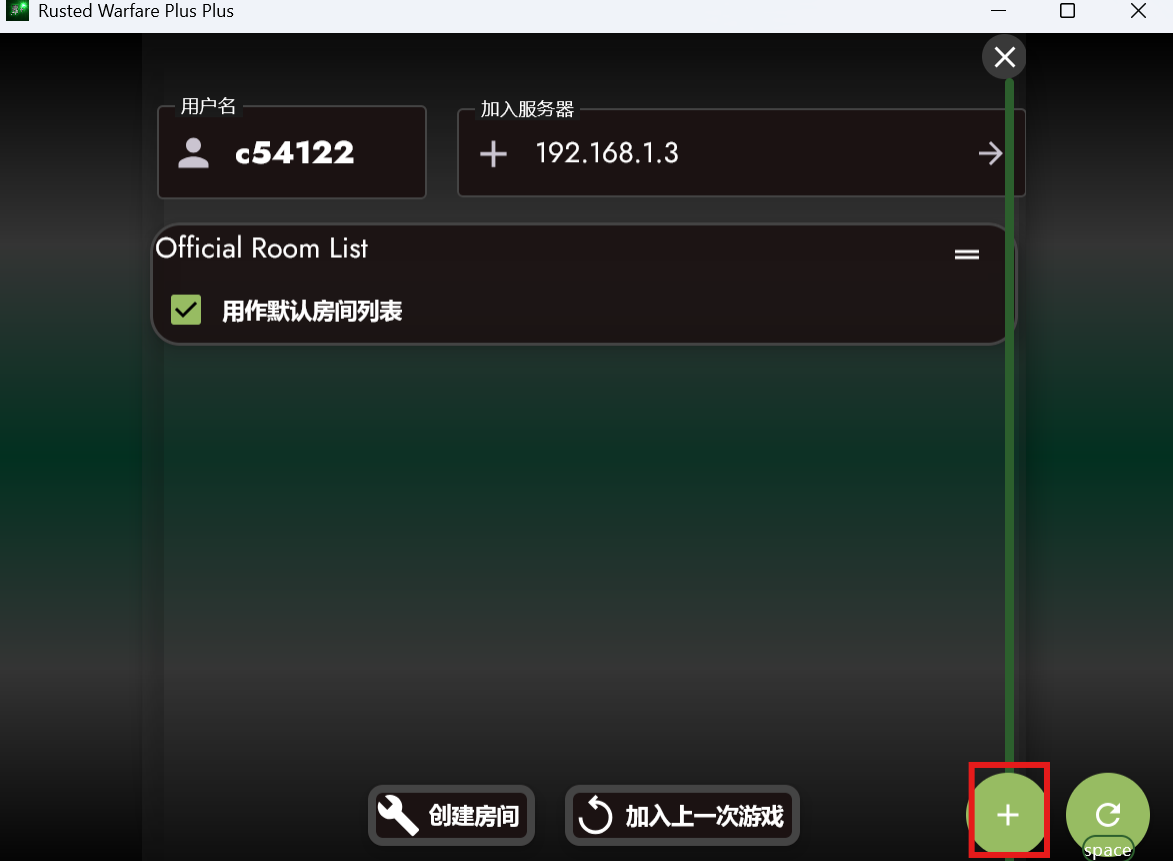 Rusted Warfare Plus Plus
用户名
c54122
加入服务器
192.168.1.3
Official Room List
用作默认房间列表
创建房间
加入上一次游戏
space